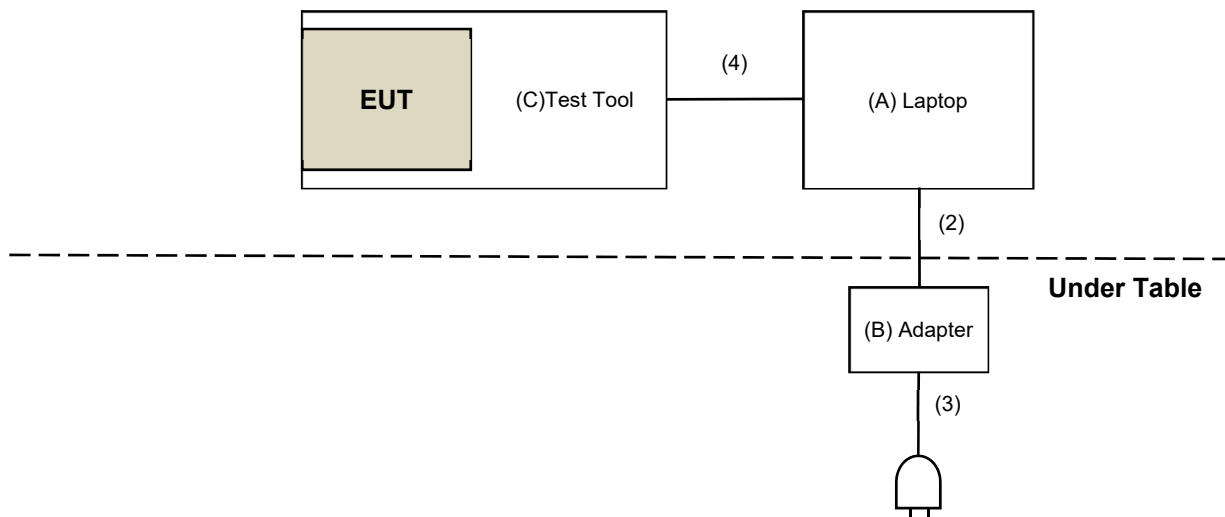 (4)
EUT
(C)Test Tool
(A) Laptop
(2)
Under Table
(B) Adapter
(3)